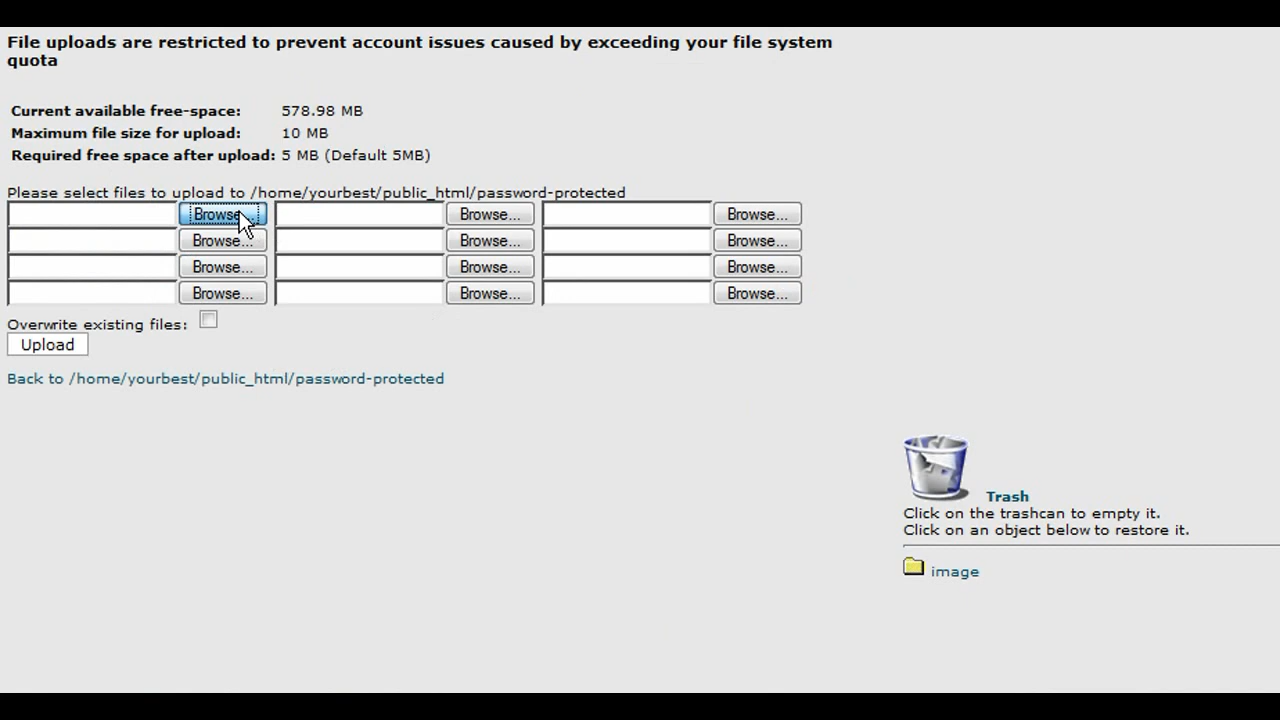 File uploads are restricted to prevent account issues caused by exceeding your file system
quota
Current available free-space: 578.98 MB
Maximum file size for upload: 10 MB
Required free space after upload: 5 MB (Default 5MB)
Please select files to upload to /home/yourbest/public_html/password-protected
Browse... Browse... Browse...
Browse... Browse... Browse...
Browse... Browse... Browse...
Browse... Browse... Browse...
Overwrite existing files:
Upload
Back to /home/yourbest/public_html/password-protected
Trash
Click on the trashcan to empty it.
Click on an object below to restore it.
image